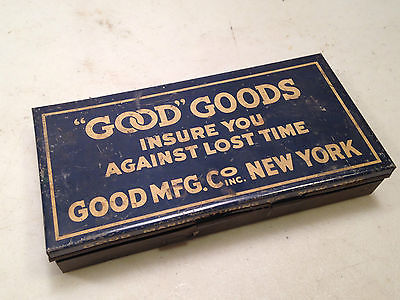 "GOOD" GOODS
INSURE YOU
AGAINST LOST TIME
GOOD MFG. Co INC. NEW YORK